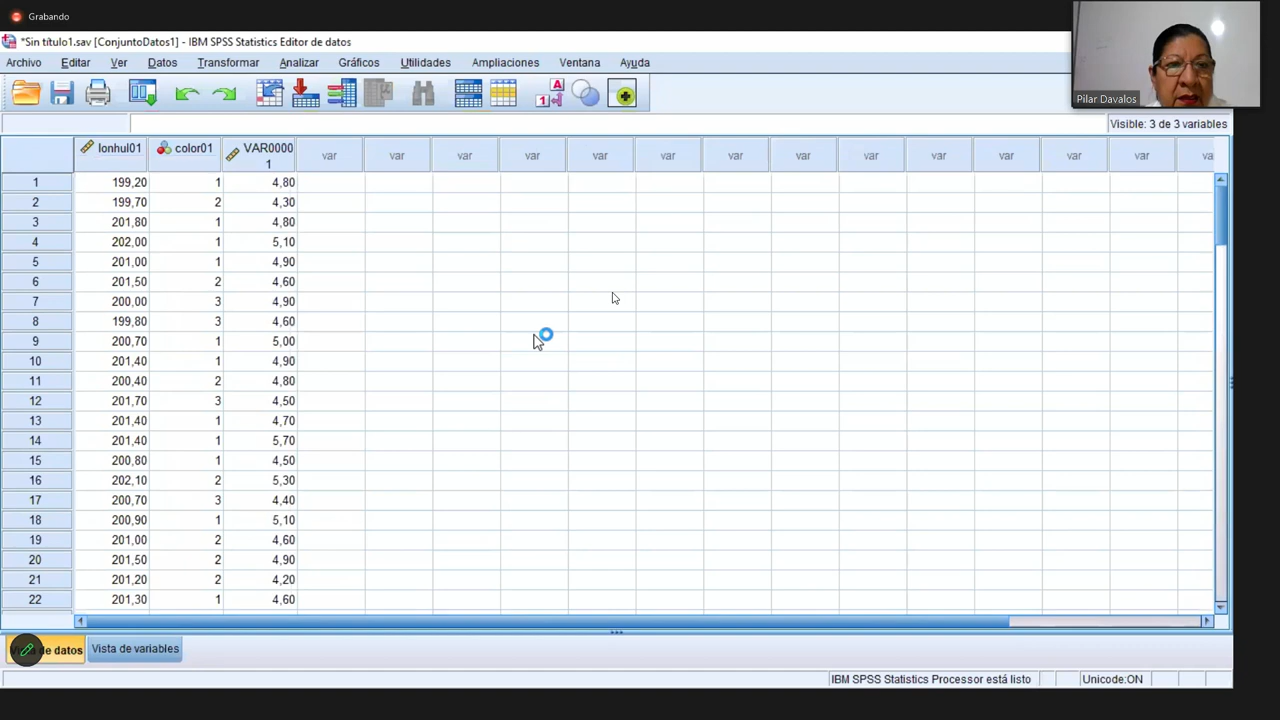 Grabando
*Sin título1.sav [ConjuntoDatos1] - IBM SPSS Statistics Editor de datos
Archivo Editar Ver Datos Transformar Analizar Gráficos Utilidades Ampliaciones Ventana Ayuda
Pilar Davalos
Visible: 3 de 3 variables
lonhul01 color01 VAR0000 var var var var var var var var var var var var var
1
1 199,20 1 4,80
2 199,70 2 4,30
3 201,80 1 4,80
4 202,00 1 5,10
5 201,00 1 4,90
6 201,50 2 4,60
7 200,00 3 4,90
8 199,80 3 4,60
9 200,70 1 5,00
10 201,40 1 4,90
11 200,40 2 4,80
12 201,70 3 4,50
13 201,40 1 4,70
14 201,40 1 5,70
15 200,80 1 4,50
16 202,10 2 5,30
17 200,70 3 4,40
18 200,90 1 5,10
19 201,00 2 4,60
20 201,50 2 4,90
21 201,20 2 4,20
22 201,30 1 4,60
de datos Vista de variables
IBM SPSS Statistics Processor está listo Unicode:ON